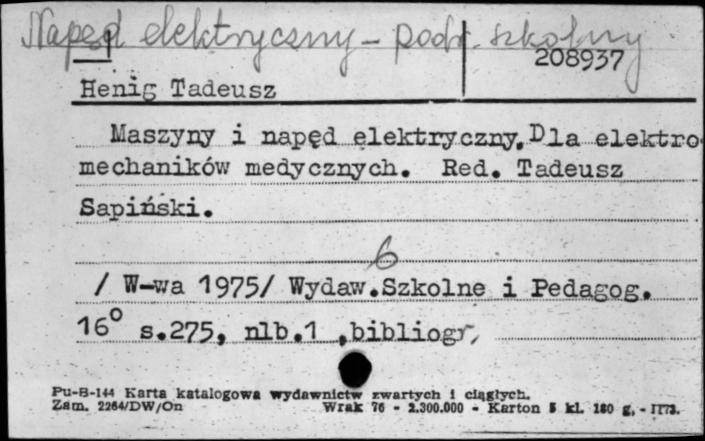 Napęd elektryczny - podr. szkolny
208937
Henig Tadeusz
Maszyny i napęd elektryczny. Dla elektro
mechaników medycznych. Red. Tadeusz
Sapiński.
6
/ W-wa 1975/ Wydaw. Szkolne i Pedagog.
16° s.275, nlb.1 ,bibliogr.
Pu-B-144 Karta katalogowa wydawnictw zwartych i ciągłych.
Zam. 2264/DW/On Wrak 76 - 2.300.000 - Karton 5 kl. 180 g. - II73.